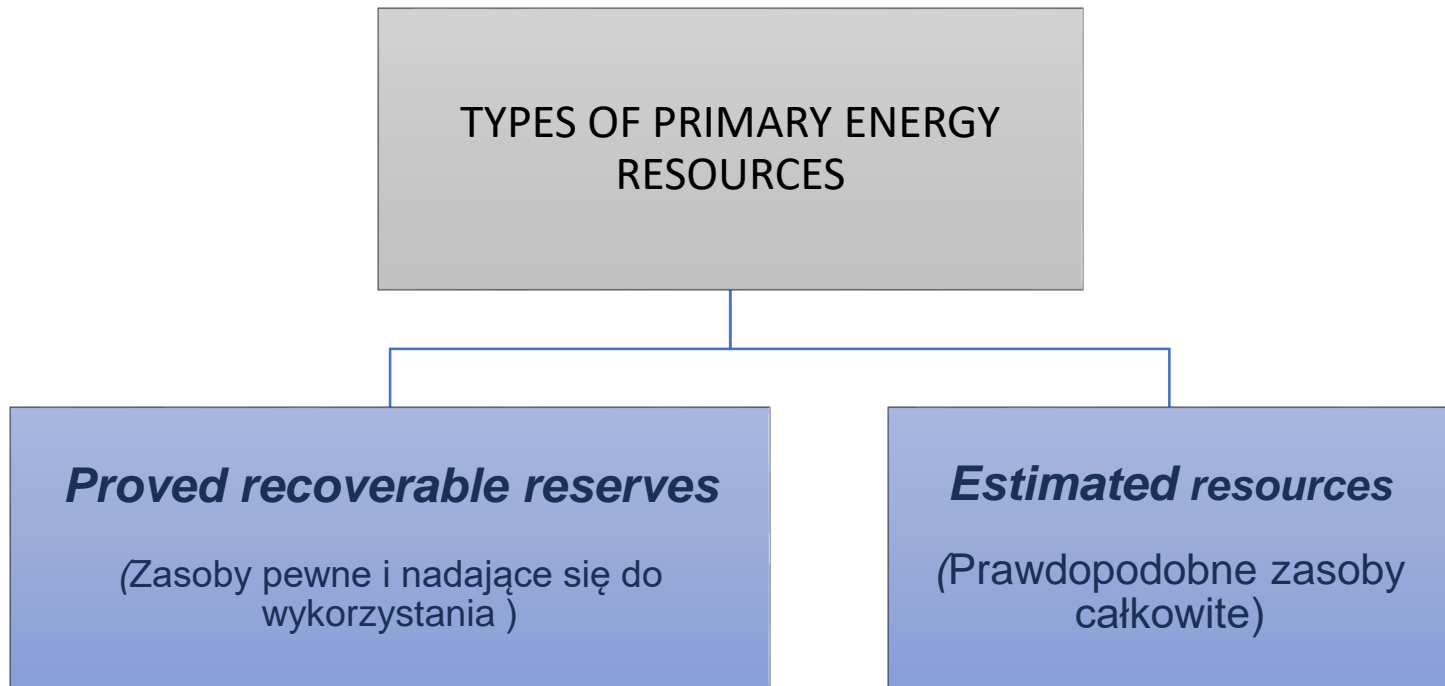 TYPES OF PRIMARY ENERGY
RESOURCES
Proved recoverable reserves
(Zasoby pewne i nadające się do
wykorzystania )
Estimated resources
(Prawdopodobne zasoby
całkowite)